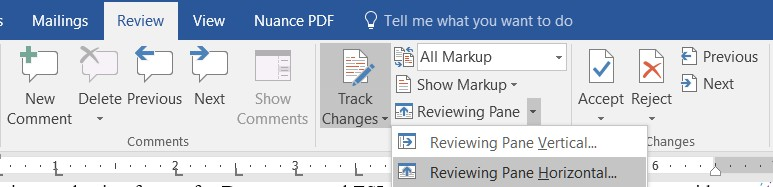 Mailings Review View Nuance PDF Tell me what you want to do
All Markup
Previous
Show Markup
Next
New Comment
Delete
Previous
Next
Show Comments
Track Changes
Reviewing Pane
Accept
Reject
Comments
Changes
Reviewing Pane Vertical...
Reviewing Pane Horizontal...
1 2 3 6